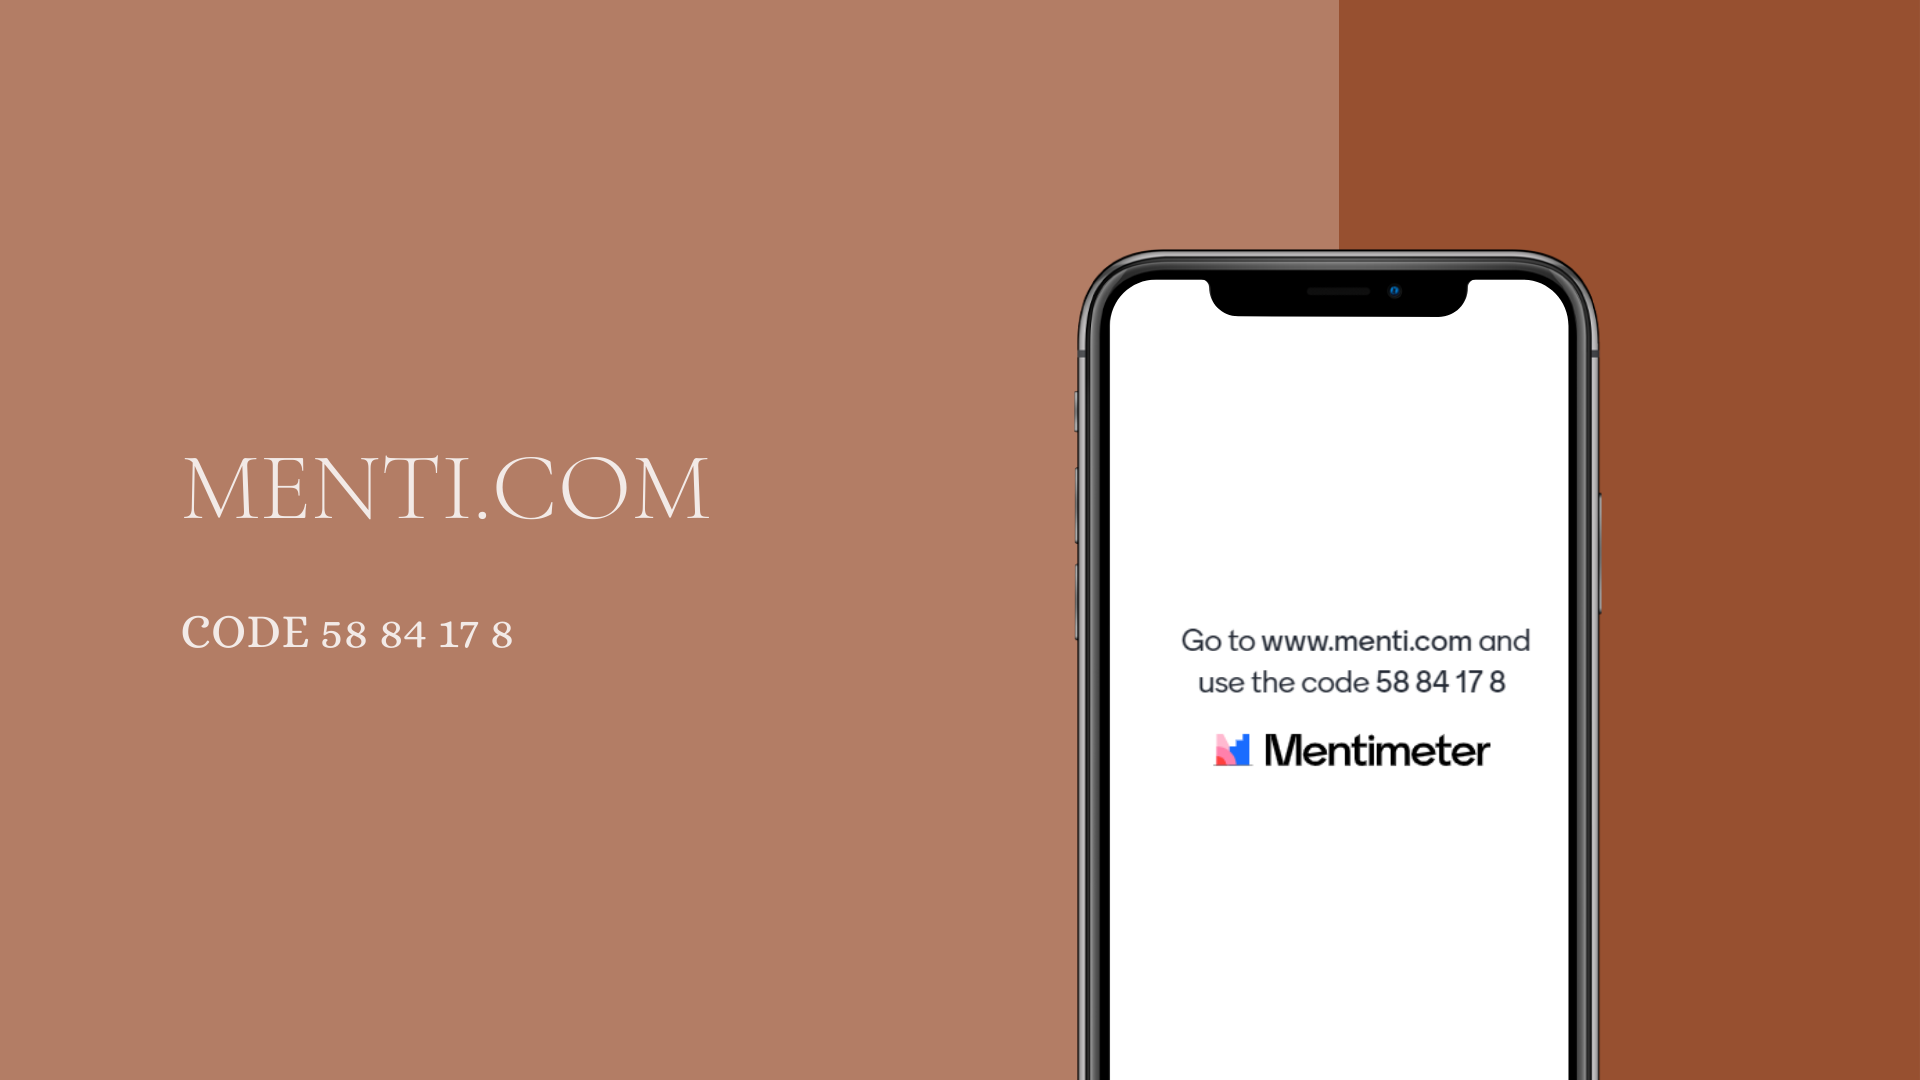 MENTI.COM
CODE 58 84 17 8
Go to www.menti.com and
use the code 58 84 17 8
Mentimeter